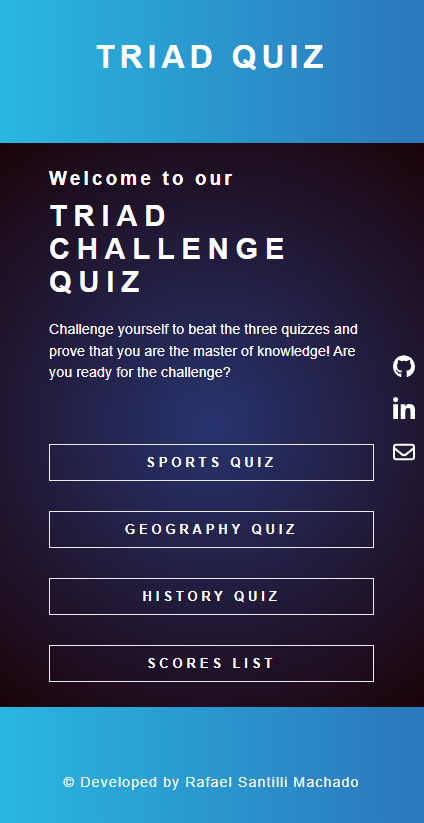 TRIAD QUIZ
Welcome to our
TRIAD
CHALLENGE
QUIZ
Challenge yourself to beat the three quizzes and
prove that you are the master of knowledge! Are
you ready for the challenge?
SPORTS QUIZ
GEOGRAPHY QUIZ
HISTORY QUIZ
SCORES LIST
© Developed by Rafael Santilli Machado